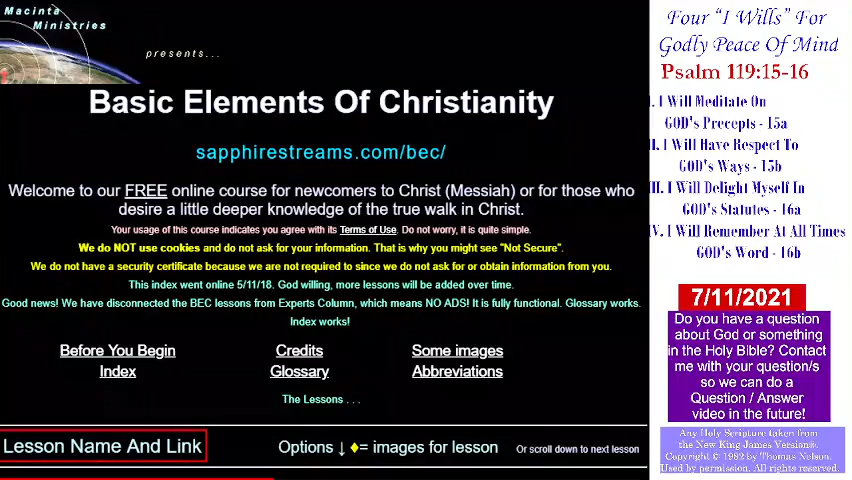 Macinta
Ministries
presents...
Basic Elements Of Christianity
sapphirestreams.com/bec/
Welcome to our FREE online course for newcomers to Christ (Messiah) or for those who
desire a little deeper knowledge of the true walk in Christ.
Your usage of this course indicates you agree with its Terms of Use. Do not worry, it is quite simple.
We do NOT use cookies and do not ask for your information. That is why you might see "Not Secure".
We do not have a security certificate because we are not required to since we do not ask for or obtain information from you.
This index went online 5/11/18. God willing, more lessons will be added over time.
Good news! We have disconnected the BEC lessons from Experts Column, which means NO ADS! It is fully functional. Glossary works.
Index works!
Before You Begin Credits Some images
Index Glossary Abbreviations
The Lessons . . .
Lesson Name And Link Options ↓ ♦= images for lesson Or scroll down to next lesson
Four “I Wills” For
Godly Peace Of Mind
Psalm 119:15-16
I. I Will Meditate On
GOD's Precepts - 15a
II. I Will Have Respect To
GOD's Ways - 15b
III. I Will Delight Myself In
GOD's Statutes - 16a
IV. I Will Remember At All Times
GOD's Word - 16b
7/11/2021
Do you have a question
about God or something
in the Holy Bible? Contact
me with your question/s
so we can do a
Question / Answer
video in the future!
Any Holy Scripture taken from
the New King James Version®.
Copyright © 1982 by Thomas Nelson.
Used by permission. All rights reserved.